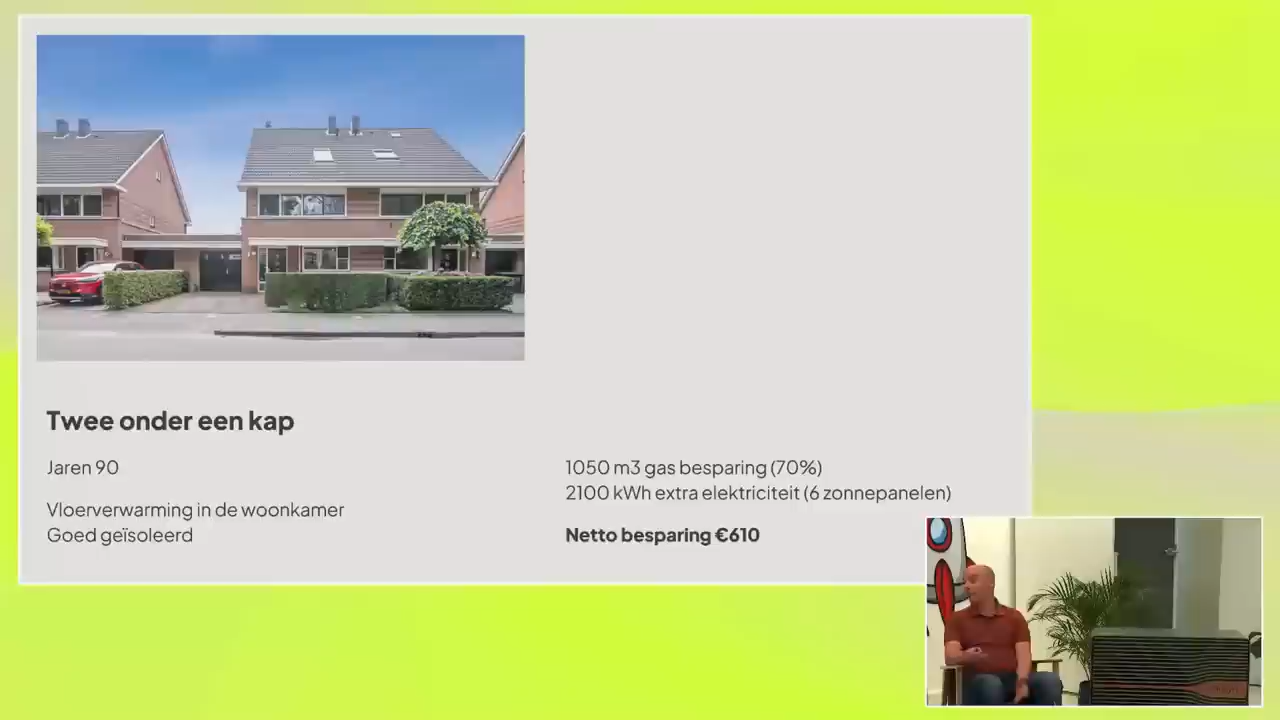 Twee onder een kap
Jaren 90
Vloerverwarming in de woonkamer
Goed geïsoleerd
1050 m3 gas besparing (70%)
2100 kWh extra elektriciteit (6 zonnepanelen)
Netto besparing €610